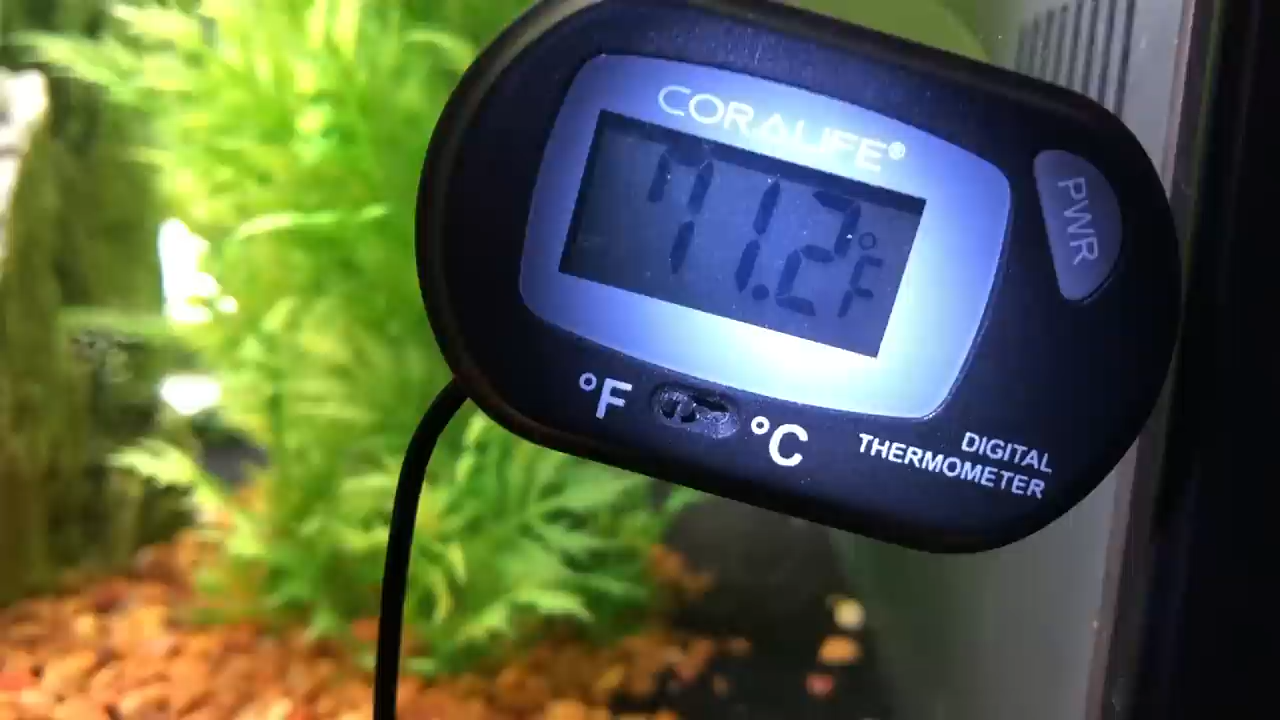 CORALIFE®
71.2°F
PWR
°F °C
DIGITAL
THERMOMETER